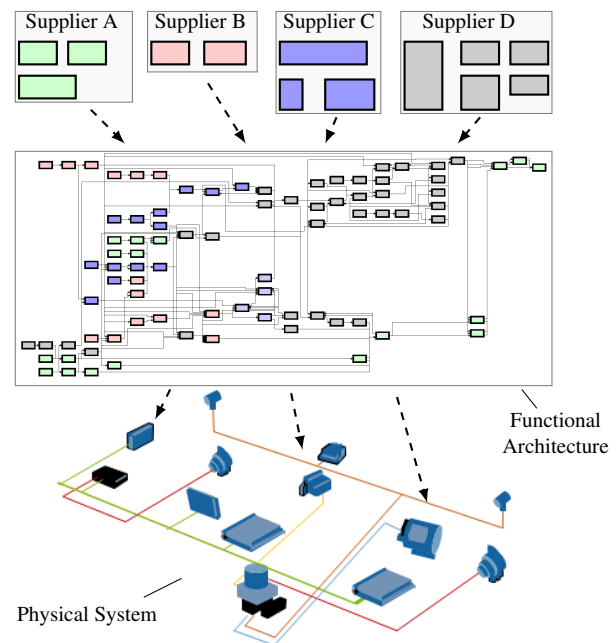 Supplier A
Supplier B
Supplier C
Supplier D
Functional
Architecture
Physical System